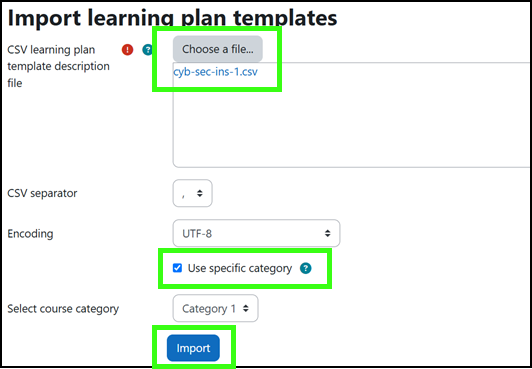 Import learning plan templates
CSV learning plan
template description
file
! ?
Choose a file...
cyb-sec-ins-1.csv
CSV separator
,
Encoding
UTF-8
Use specific category ?
Select course category
Category 1
Import